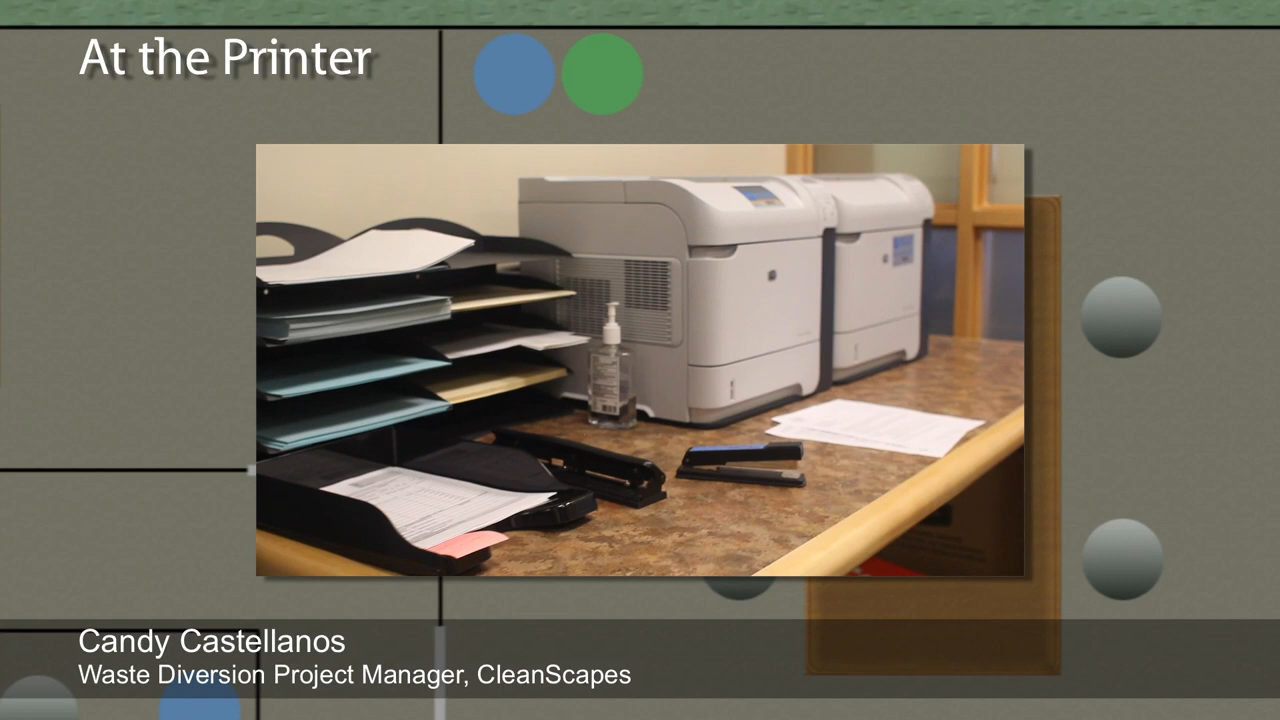 At the Printer
Candy Castellanos
Waste Diversion Project Manager, CleanScapes